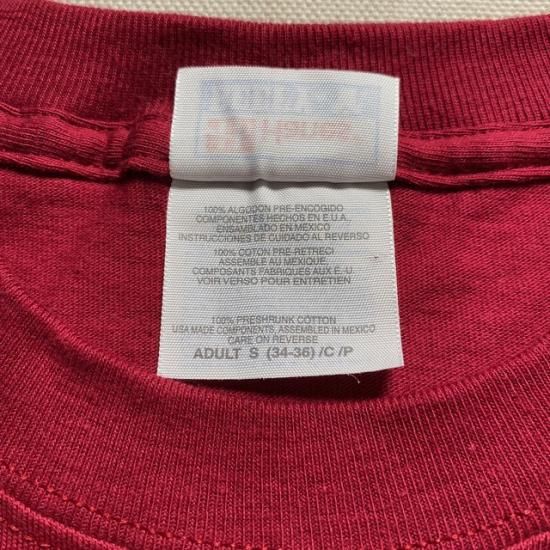 100% ALGODON PRE-ENCOGIDO
COMPONENTES HECHOS EN E.U.A.,
ENSAMBLADO EN MEXICO
INSTRUCCIONES DE CUIDADO AL REVERSO
100% COTON PRE-RETRECI
ASSEMBLE AU MEXIQUE,
COMPOSANTS FABRIQUES AUX É.-U
VOIR VERSO POUR ENTRETIEN
100% PRESHRUNK COTTON
USA MADE COMPONENTS, ASSEMBLED IN MEXICO
CARE ON REVERSE
ADULT S (34-36) /C /P